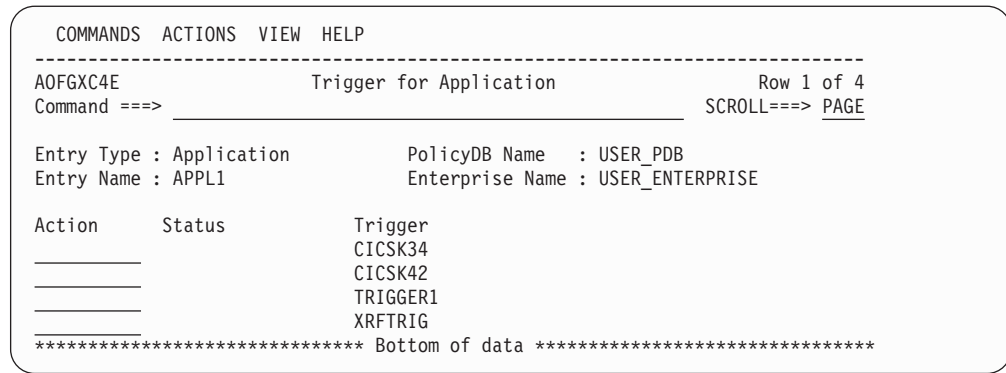 COMMANDS ACTIONS VIEW HELP
-------------------------------------------------------------------------------
AOFGXC4E Trigger for Application Row 1 of 4
Command ===> SCROLL===> PAGE
Entry Type : Application PolicyDB Name : USER_PDB
Entry Name : APPL1 Enterprise Name : USER_ENTERPRISE
Action Status Trigger
CICSK34
CICSK42
TRIGGER1
XRFTRIG
******************************* Bottom of data ********************************